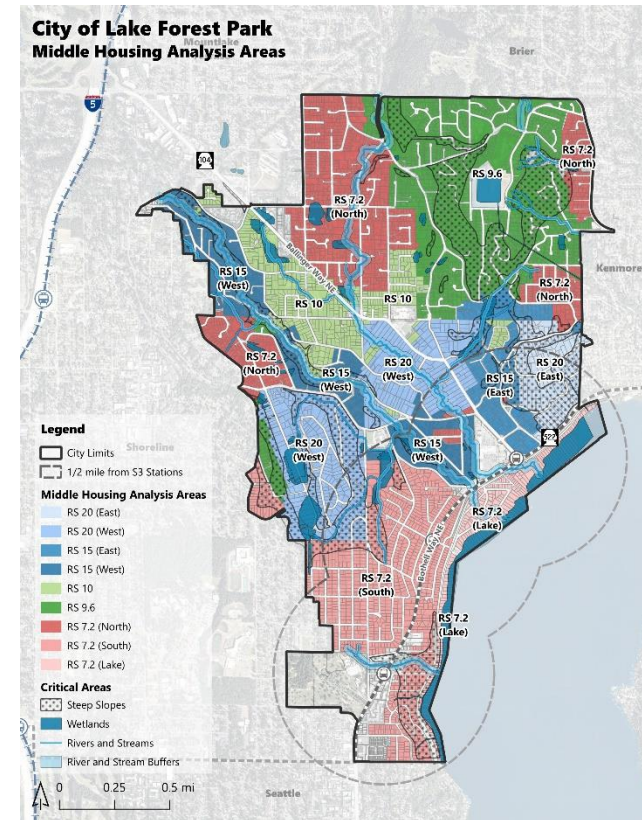 City of Lake Forest Park
Middle Housing Analysis Areas
Mountlake
Brier
5
104
RS 9.6
RS 7.2
(North)
RS 7.2
(North)
Kenmore
Ballinger Way NE
RS 15
(West)
RS 7.2
(North)
RS 10
RS 10
RS 7.2
(North)
RS 20
(West)
RS 20
(East)
RS 15
(West)
RS 15
(East)
522
RS 20
(West)
RS 15
(West)
Shoreline
RS 7.2
(Lake)
Bothell Way NE
RS 7.2
(South)
RS 7.2
(Lake)
Seattle
Legend
City Limits
1/2 mile from S3 Stations
Middle Housing Analysis Areas
RS 20 (East)
RS 20 (West)
RS 15 (East)
RS 15 (West)
RS 10
RS 9.6
RS 7.2 (North)
RS 7.2 (South)
RS 7.2 (Lake)
Critical Areas
Steep Slopes
Wetlands
Rivers and Streams
River and Stream Buffers
0 0.25 0.5 mi